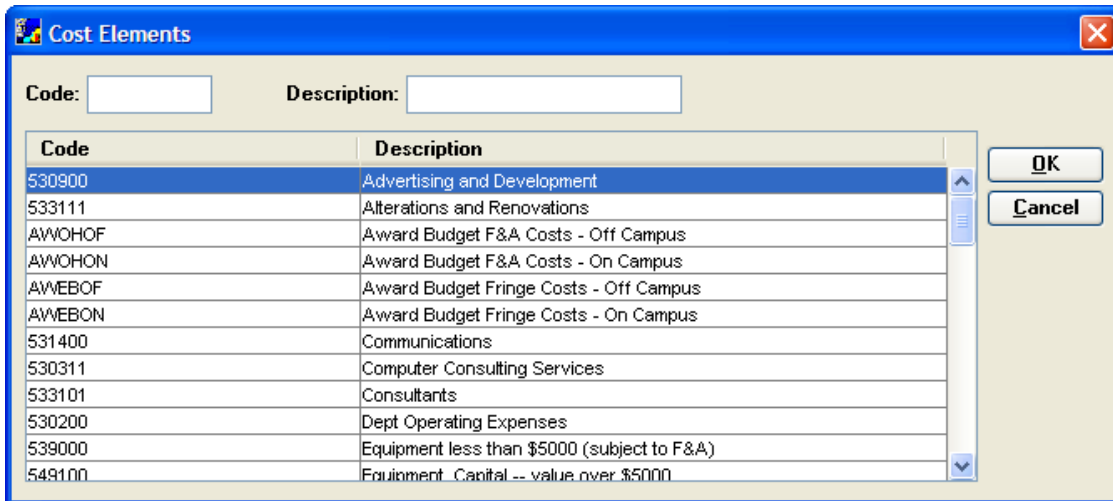 Cost Elements
Code: Description:
Code Description
530900 Advertising and Development
533111 Alterations and Renovations
AWOHOF Award Budget F&A Costs - Off Campus
AWOHON Award Budget F&A Costs - On Campus
AWEBOF Award Budget Fringe Costs - Off Campus
AWEBON Award Budget Fringe Costs - On Campus
531400 Communications
530311 Computer Consulting Services
533101 Consultants
530200 Dept Operating Expenses
539000 Equipment less than $5000 (subject to F&A)
549100 Equipment, Capital -- value over $5000
OK
Cancel